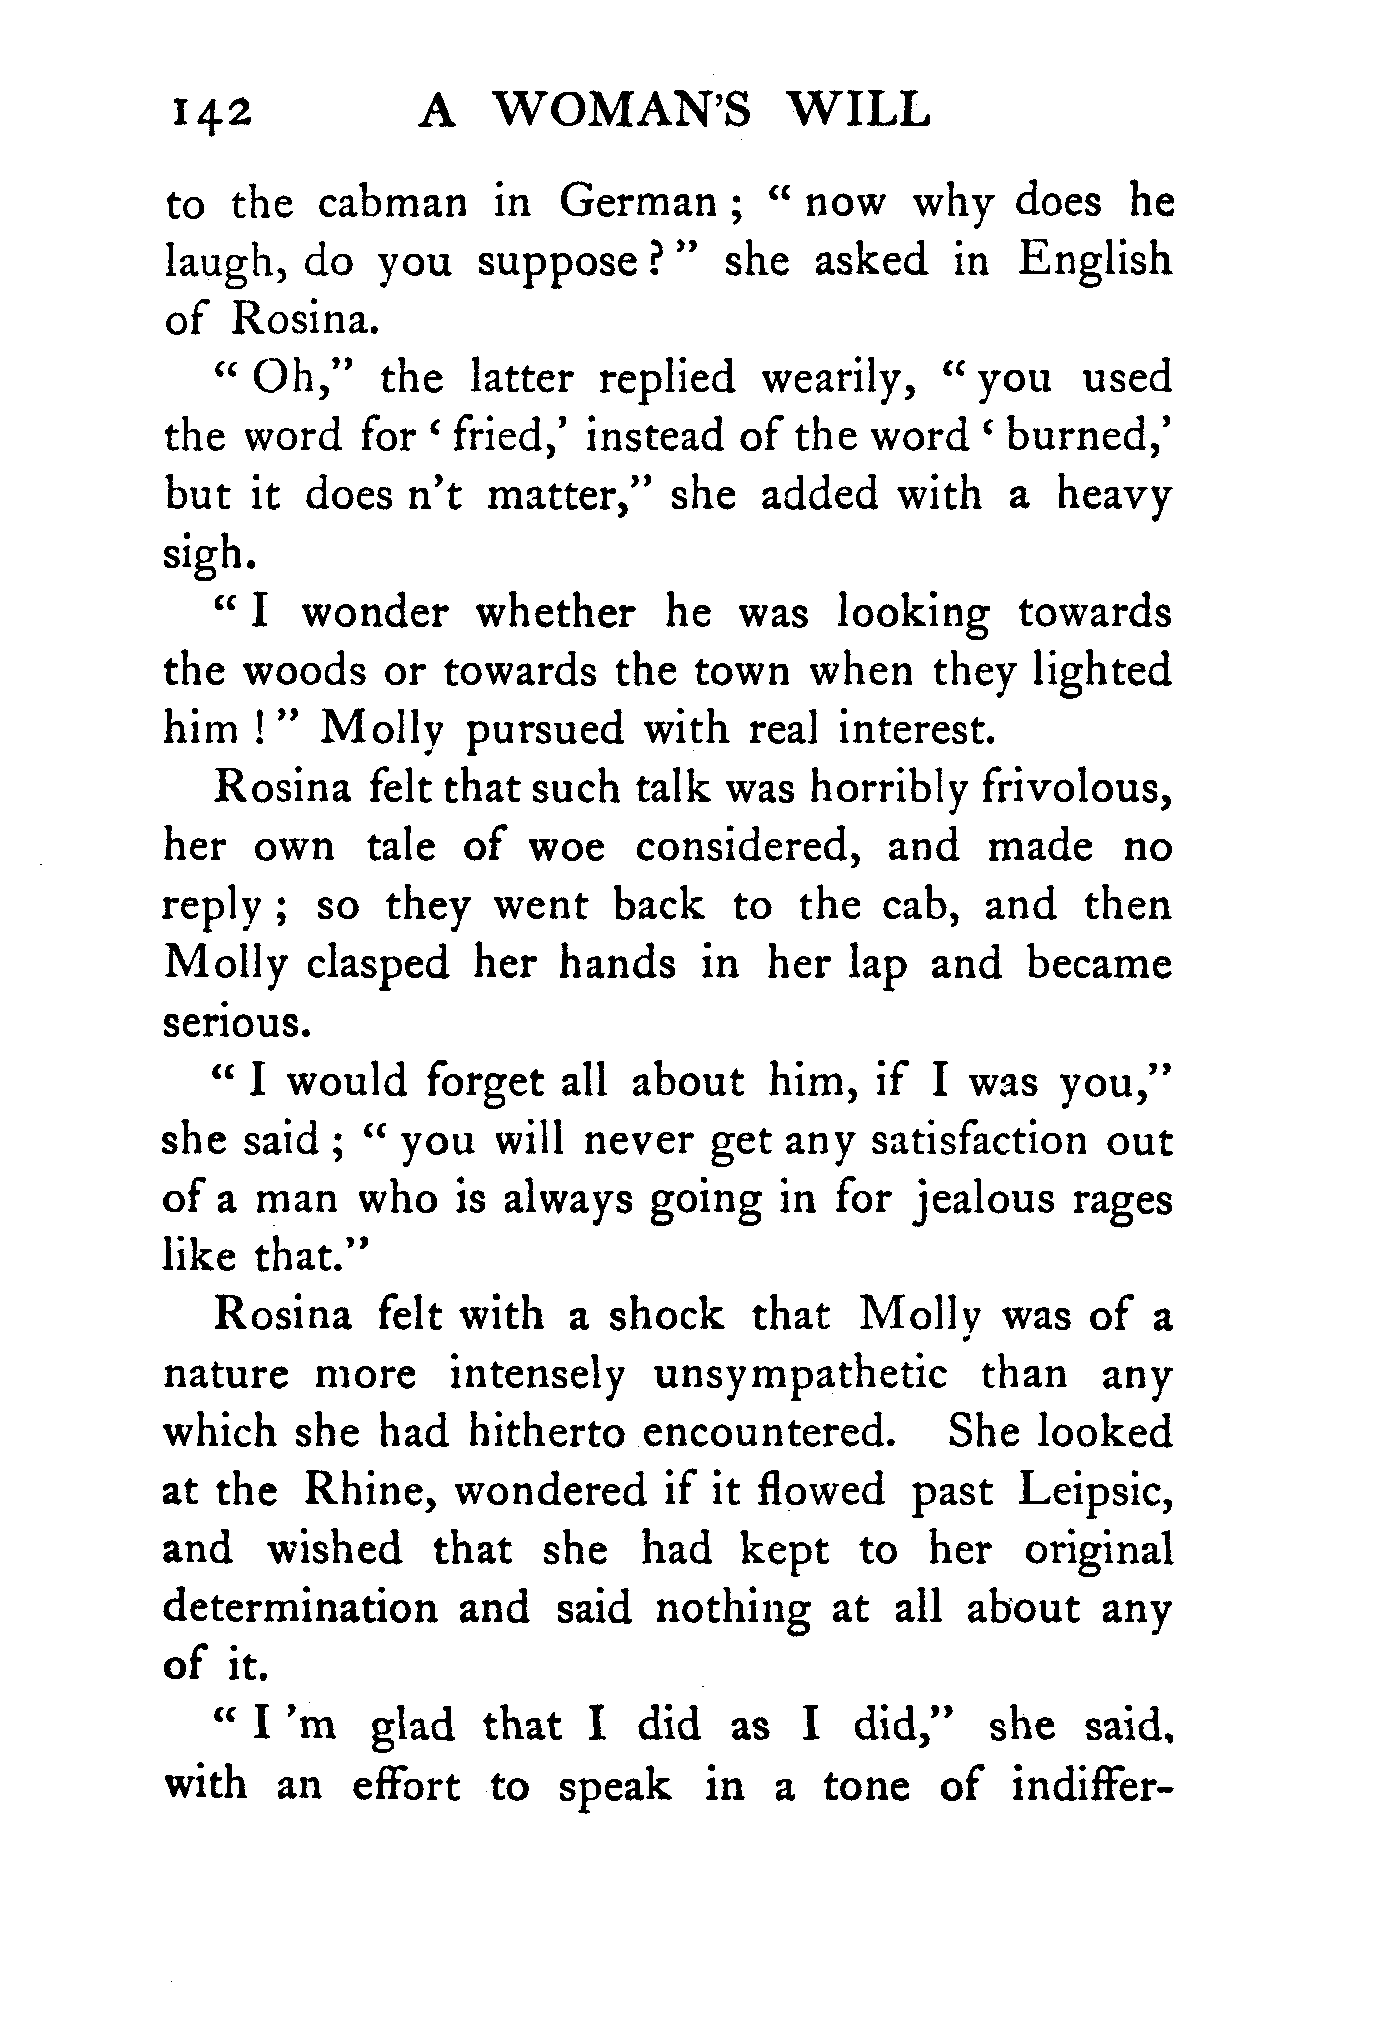 142 A WOMAN'S WILL
to the cabman in German ; " now why does he
laugh, do you suppose ? " she asked in English
of Rosina.
" Oh," the latter replied wearily, " you used
the word for ' fried,' instead of the word ' burned,'
but it does n't matter," she added with a heavy
sigh.
" I wonder whether he was looking towards
the woods or towards the town when they lighted
him ! " Molly pursued with real interest.
Rosina felt that such talk was horribly frivolous,
her own tale of woe considered, and made no
reply ; so they went back to the cab, and then
Molly clasped her hands in her lap and became
serious.
" I would forget all about him, if I was you,"
she said ; " you will never get any satisfaction out
of a man who is always going in for jealous rages
like that."
Rosina felt with a shock that Molly was of a
nature more intensely unsympathetic than any
which she had hitherto encountered. She looked
at the Rhine, wondered if it flowed past Leipsic,
and wished that she had kept to her original
determination and said nothing at all about any
of it.
" I 'm glad that I did as I did," she said,
with an effort to speak in a tone of indiffer-